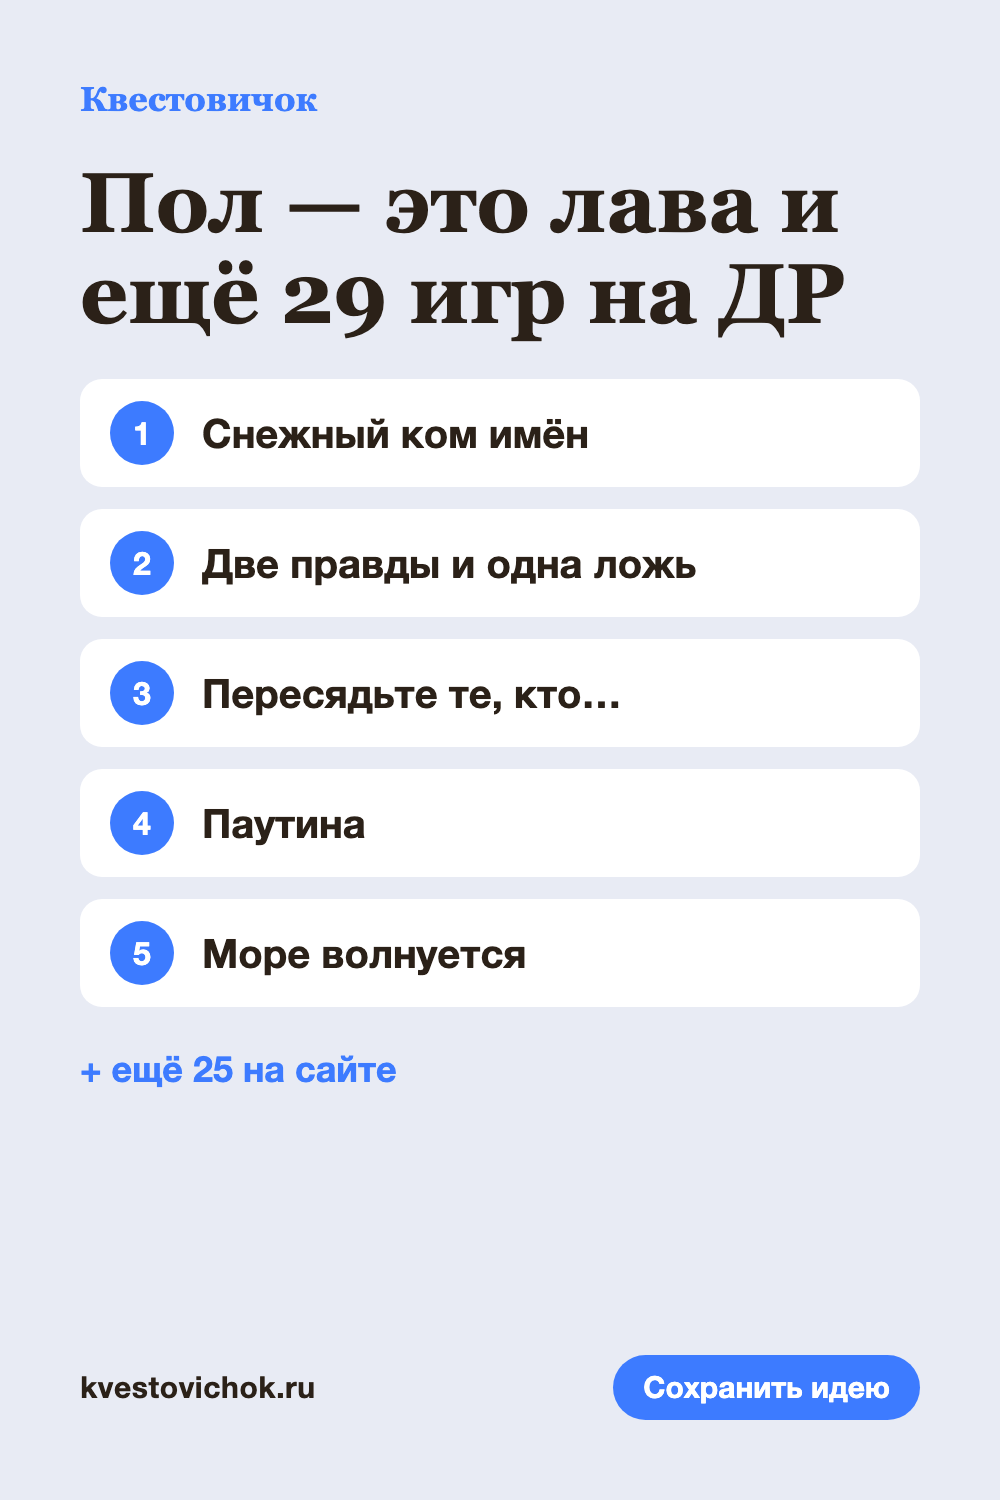 Квестовичок
Пол — это лава и
ещё 29 игр на ДР
1 Снежный ком имён
2 Две правды и одна ложь
3 Пересядьте те, кто…
4 Паутина
5 Море волнуется
+ ещё 25 на сайте
kvestovichok.ru
Сохранить идею